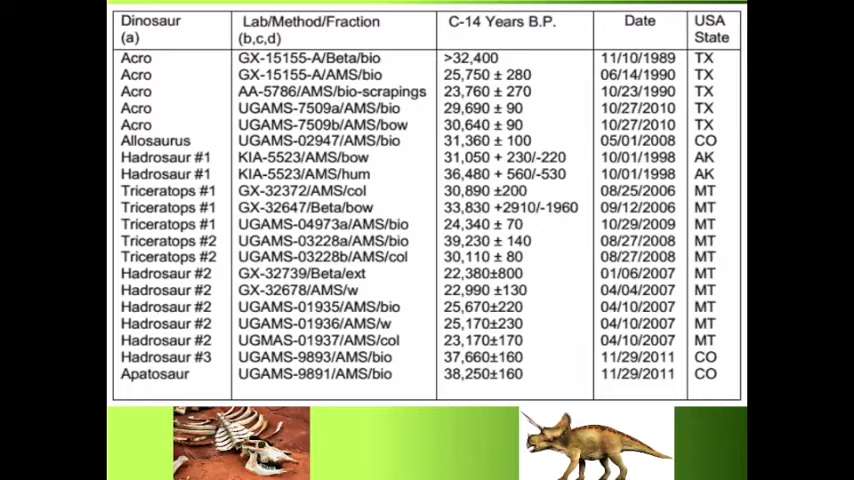 Dinosaur Lab/Method/Fraction C-14 Years B.P. Date USA
(a) (b,c,d) State
Acro GX-15155-A/Beta/bio >32,400 11/10/1989 TX
Acro GX-15155-A/AMS/bio 25,750 ± 280 06/14/1990 TX
Acro AA-5786/AMS/bio-scrapings 23,760 ± 270 10/23/1990 TX
Acro UGAMS-7509a/AMS/bio 29,690 ± 90 10/27/2010 TX
Acro UGAMS-7509b/AMS/bow 30,640 ± 90 10/27/2010 TX
Allosaurus UGAMS-02947/AMS/bio 31,360 ± 100 05/01/2008 CO
Hadrosaur #1 KIA-5523/AMS/bow 31,050 + 230/-220 10/01/1998 AK
Hadrosaur #1 KIA-5523/AMS/hum 36,480 + 560/-530 10/01/1998 AK
Triceratops #1 GX-32372/AMS/col 30,890 ±200 08/25/2006 MT
Triceratops #1 GX-32647/Beta/bow 33,830 +2910/-1960 09/12/2006 MT
Triceratops #1 UGAMS-04973a/AMS/bio 24,340 ± 70 10/29/2009 MT
Triceratops #2 UGAMS-03228a/AMS/bio 39,230 ± 140 08/27/2008 MT
Triceratops #2 UGAMS-03228b/AMS/col 30,110 ± 80 08/27/2008 MT
Hadrosaur #2 GX-32739/Beta/ext 22,380±800 01/06/2007 MT
Hadrosaur #2 GX-32678/AMS/w 22,990 ±130 04/04/2007 MT
Hadrosaur #2 UGAMS-01935/AMS/bio 25,670±220 04/10/2007 MT
Hadrosaur #2 UGAMS-01936/AMS/w 25,170±230 04/10/2007 MT
Hadrosaur #2 UGMAS-01937/AMS/col 23,170±170 04/10/2007 MT
Hadrosaur #3 UGAMS-9893/AMS/bio 37,660±160 11/29/2011 CO
Apatosaur UGAMS-9891/AMS/bio 38,250±160 11/29/2011 CO